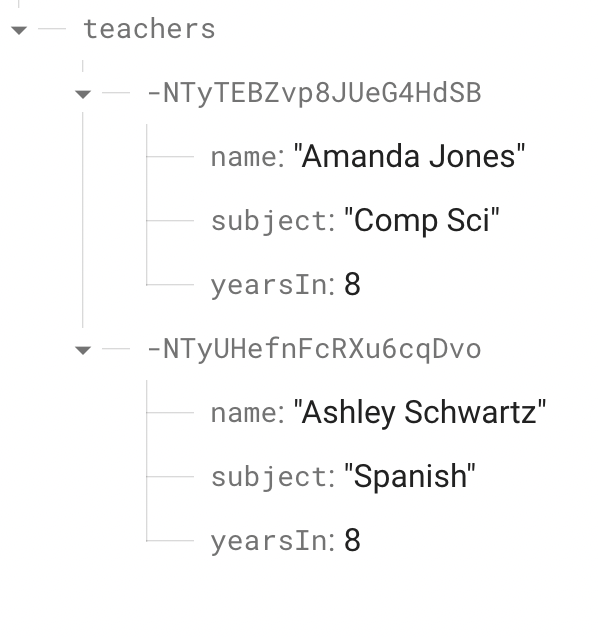 teachers
-NTyTEBZvp8JUeG4HdSB
name: "Amanda Jones"
subject: "Comp Sci"
yearsIn: 8
-NTyUHefnFcRXu6cqDvo
name: "Ashley Schwartz"
subject: "Spanish"
yearsIn: 8